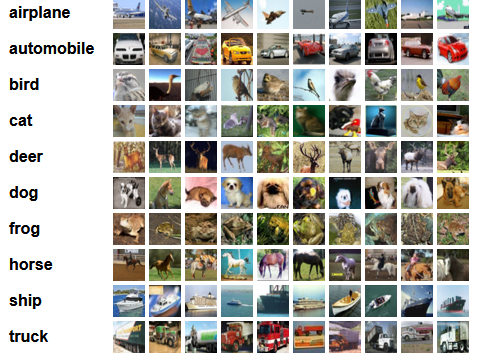 airplane
automobile
bird
cat
deer
dog
frog
horse
ship
truck